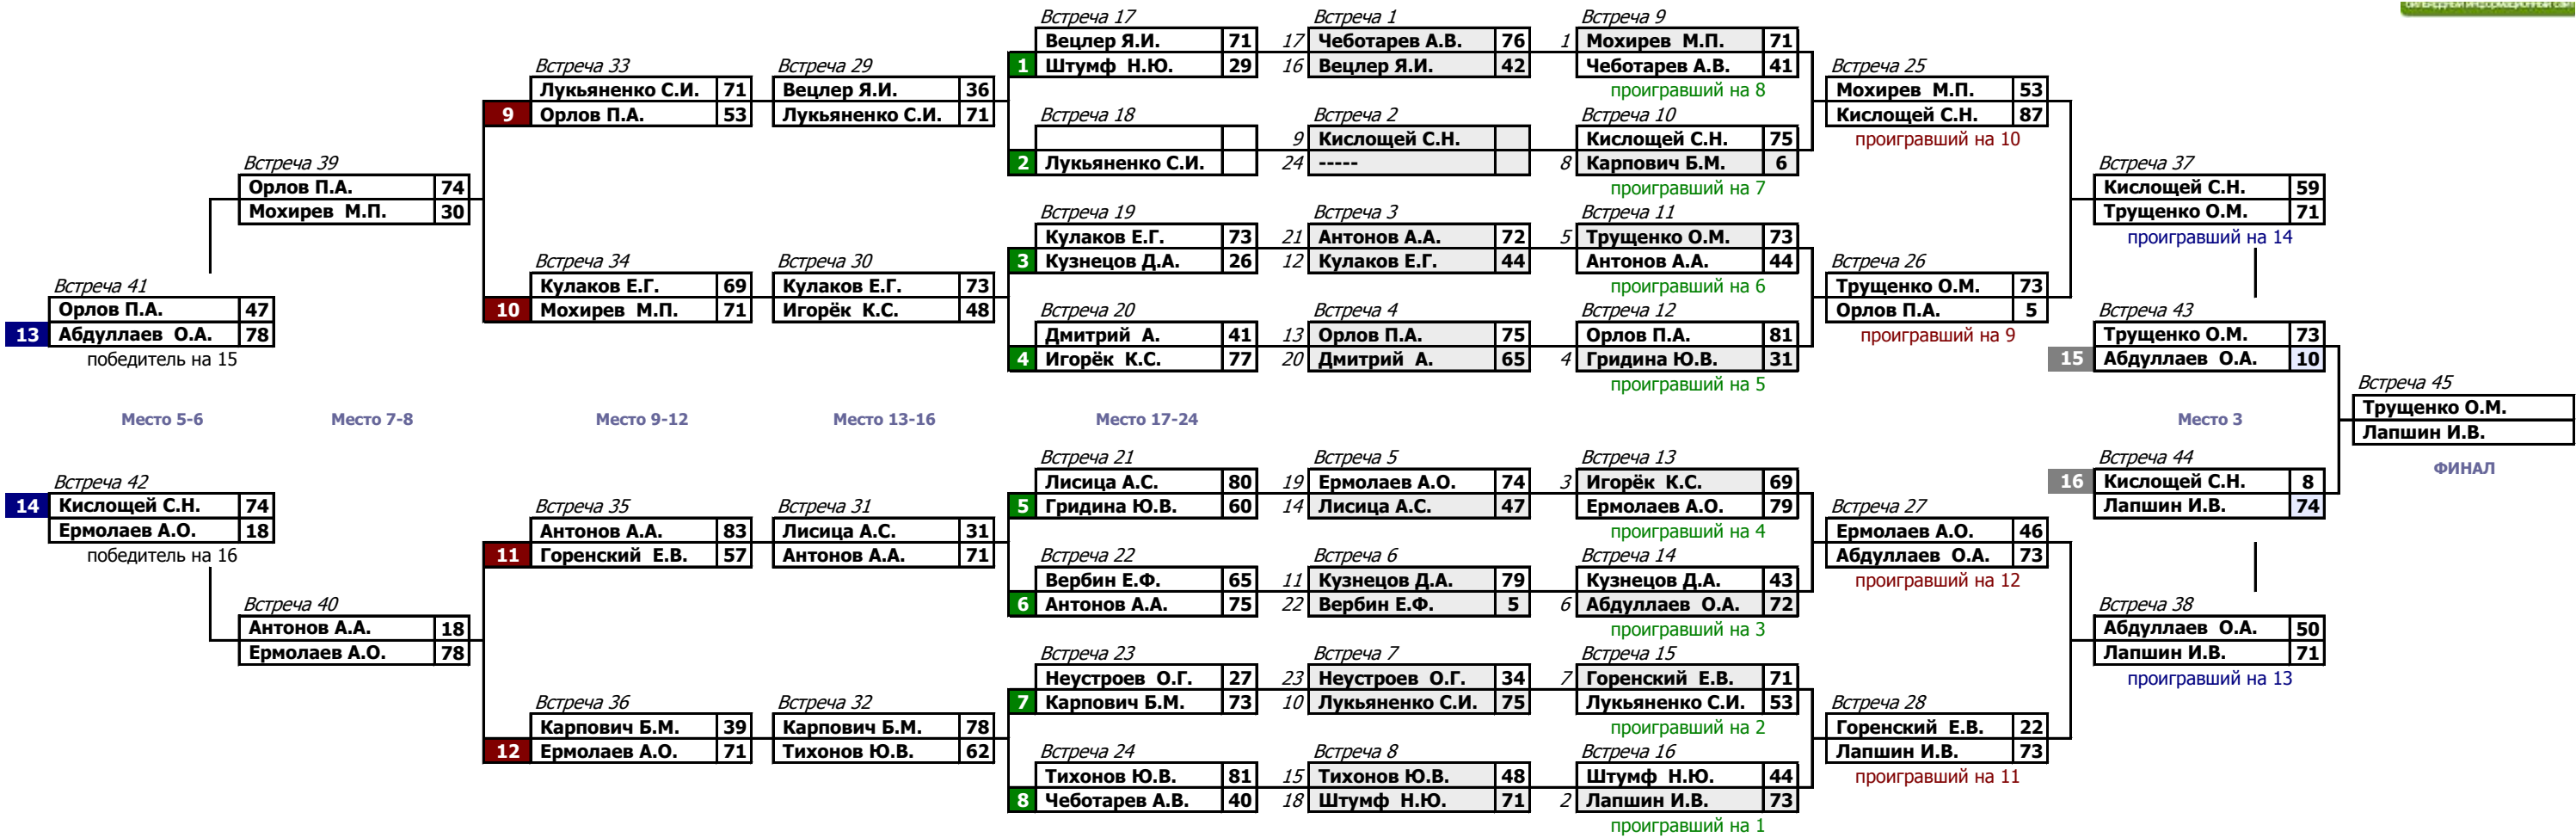 Встреча 41
Орлов П.А. 47
13 Абдуллаев О.А. 78
победитель на 15
Место 5-6
Встреча 42
14 Кислощей С.Н. 74
Ермолаев А.О. 18
победитель на 16
Встреча 39
Орлов П.А. 74
Мохирев М.П. 30
Место 7-8
Встреча 40
Антонов А.А. 18
Ермолаев А.О. 78
Встреча 33
Лукьяненко С.И. 71
9 Орлов П.А. 53
Встреча 34
Кулаков Е.Г. 69
10 Мохирев М.П. 71
Место 9-12
Встреча 35
Антонов А.А. 83
11 Горенский Е.В. 57
Встреча 36
Карпович Б.М. 39
12 Ермолаев А.О. 71
Встреча 29
Вецлер Я.И. 36
Лукьяненко С.И. 71
Встреча 30
Кулаков Е.Г. 73
Игорёк К.С. 48
Место 13-16
Встреча 31
Лисица А.С. 31
Антонов А.А. 71
Встреча 32
Карпович Б.М. 78
Тихонов Ю.В. 62
Встреча 17
Вецлер Я.И. 71
1 Штумф Н.Ю. 29
Встреча 18
2 Лукьяненко С.И.
Встреча 19
Кулаков Е.Г. 73
3 Кузнецов Д.А. 26
Встреча 20
Дмитрий А. 41
4 Игорёк К.С. 77
Место 17-24
Встреча 21
Лисица А.С. 80
5 Гридина Ю.В. 60
Встреча 22
Вербин Е.Ф. 65
6 Антонов А.А. 75
Встреча 23
Неустроев О.Г. 27
7 Карпович Б.М. 73
Встреча 24
Тихонов Ю.В. 81
8 Чеботарев А.В. 40
Встреча 1
17 Чеботарев А.В. 76
16 Вецлер Я.И. 42
Встреча 2
9 Кислощей С.Н.
24 -----
Встреча 3
21 Антонов А.А. 72
12 Кулаков Е.Г. 44
Встреча 4
13 Орлов П.А. 75
20 Дмитрий А. 65
Встреча 5
19 Ермолаев А.О. 74
14 Лисица А.С. 47
Встреча 6
11 Кузнецов Д.А. 79
22 Вербин Е.Ф. 5
Встреча 7
23 Неустроев О.Г. 34
10 Лукьяненко С.И. 75
Встреча 8
15 Тихонов Ю.В. 48
18 Штумф Н.Ю. 71
Встреча 9
1 Мохирев М.П. 71
Чеботарев А.В. 41
проигравший на 8
Встреча 10
Кислощей С.Н. 75
8 Карпович Б.М. 6
проигравший на 7
Встреча 11
5 Трущенко О.М. 73
Антонов А.А. 44
проигравший на 6
Встреча 12
Орлов П.А. 81
4 Гридина Ю.В. 31
проигравший на 5
Встреча 13
3 Игорёк К.С. 69
Ермолаев А.О. 79
проигравший на 4
Встреча 14
Кузнецов Д.А. 43
6 Абдуллаев О.А. 72
проигравший на 3
Встреча 15
7 Горенский Е.В. 71
Лукьяненко С.И. 53
проигравший на 2
Встреча 16
Штумф Н.Ю. 44
2 Лапшин И.В. 73
проигравший на 1
Встреча 25
Мохирев М.П. 53
Кислощей С.Н. 87
проигравший на 10
Встреча 26
Трущенко О.М. 73
Орлов П.А. 5
проигравший на 9
Встреча 27
Ермолаев А.О. 46
Абдуллаев О.А. 73
проигравший на 12
Встреча 28
Горенский Е.В. 22
Лапшин И.В. 73
проигравший на 11
Встреча 37
Кислощей С.Н. 59
Трущенко О.М. 71
проигравший на 14
Встреча 43
Трущенко О.М. 73
15 Абдуллаев О.А. 10
Место 3
Встреча 44
16 Кислощей С.Н. 8
Лапшин И.В. 74
Встреча 38
Абдуллаев О.А. 50
Лапшин И.В. 71
проигравший на 13
Встреча 45
Трущенко О.М.
Лапшин И.В.
ФИНАЛ